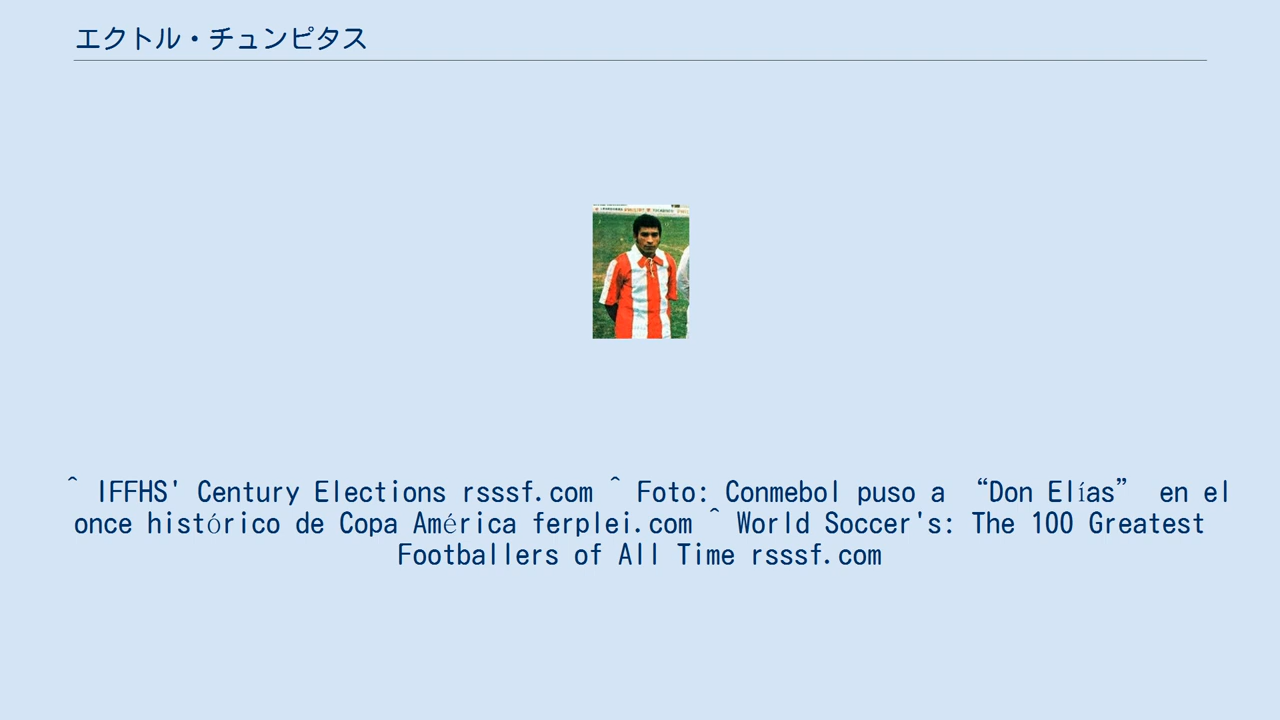 エクトル・チュンピタス
^ IFFHS' Century Elections rsssf.com ^ Foto: Conmebol puso a “Don Elías” en el
once histórico de Copa América ferplei.com ^ World Soccer's: The 100 Greatest
Footballers of All Time rsssf.com